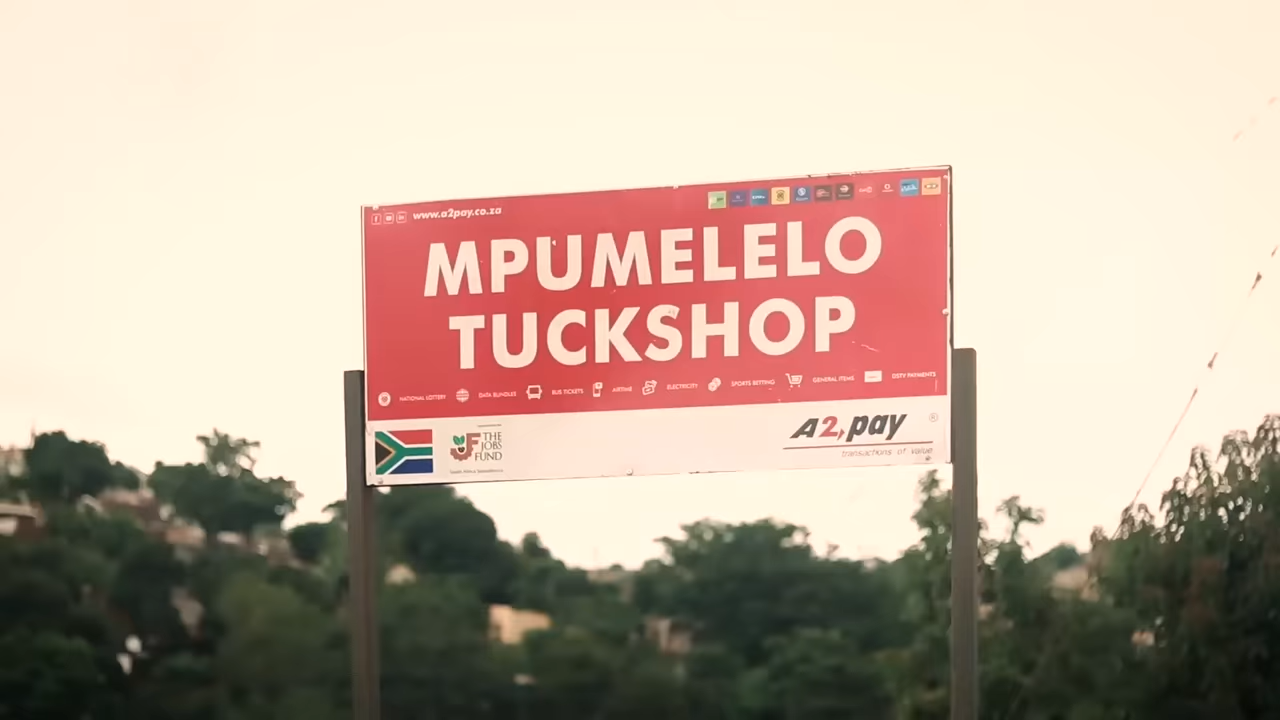 www.a2pay.co.za
MPUMELELO
TUCKSHOP
NATIONAL LOTTERY DATA BUNDLES BUS TICKETS AIRTIME ELECTRICITY SPORTS BETTING GENERAL ITEMS DSTV PAYMENTS
JF THE JOBS FUND
A2pay
transactions of value